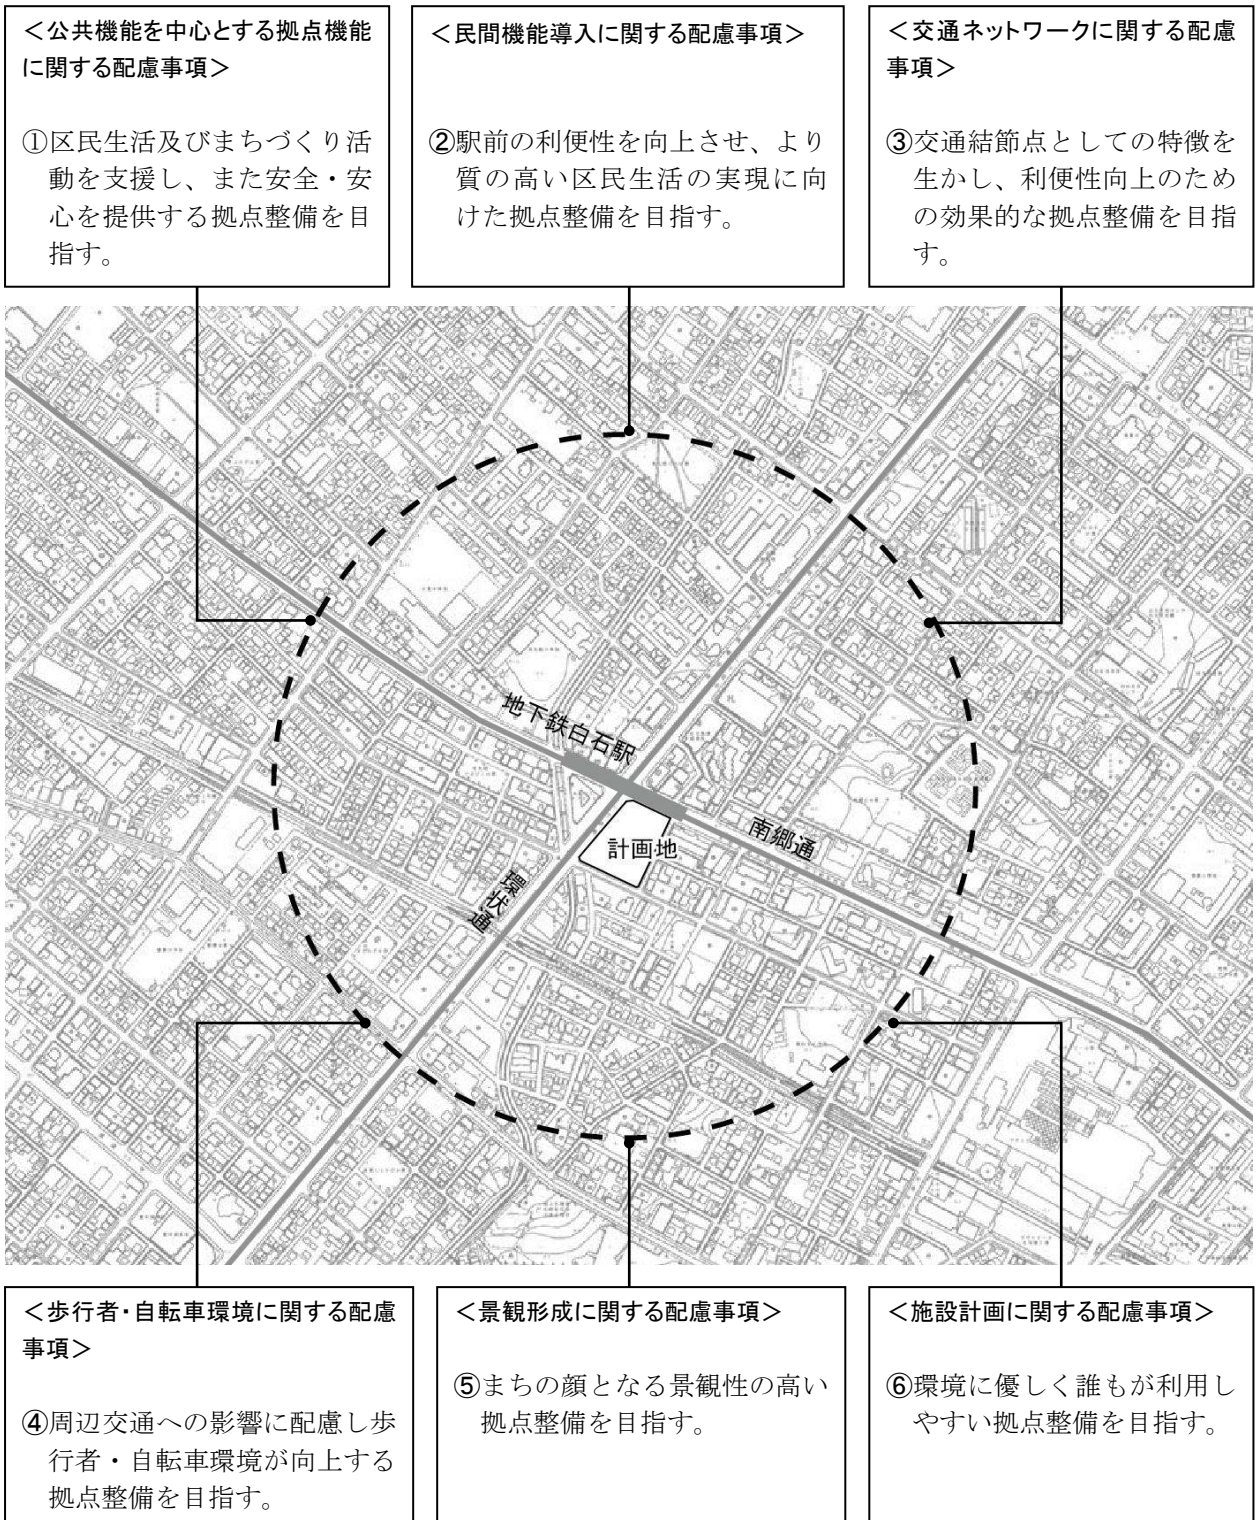 ＜公共機能を中心とする拠点機能
に関する配慮事項＞
①区民生活及びまちづくり活
動を支援し、また安全・安
心を提供する拠点整備を目
指す。
＜民間機能導入に関する配慮事項＞
②駅前の利便性を向上させ、より
質の高い区民生活の実現に向
けた拠点整備を目指す。
＜交通ネットワークに関する配慮
事項＞
③交通結節点としての特徴を
生かし、利便性向上のため
の効果的な拠点整備を目指
す。
地下鉄白石駅
南郷通
計画地
環状通
＜歩行者・自転車環境に関する配慮
事項＞
④周辺交通への影響に配慮し歩
行者・自転車環境が向上する
拠点整備を目指す。
＜景観形成に関する配慮事項＞
⑤まちの顔となる景観性の高い
拠点整備を目指す。
＜施設計画に関する配慮事項＞
⑥環境に優しく誰もが利用し
やすい拠点整備を目指す。